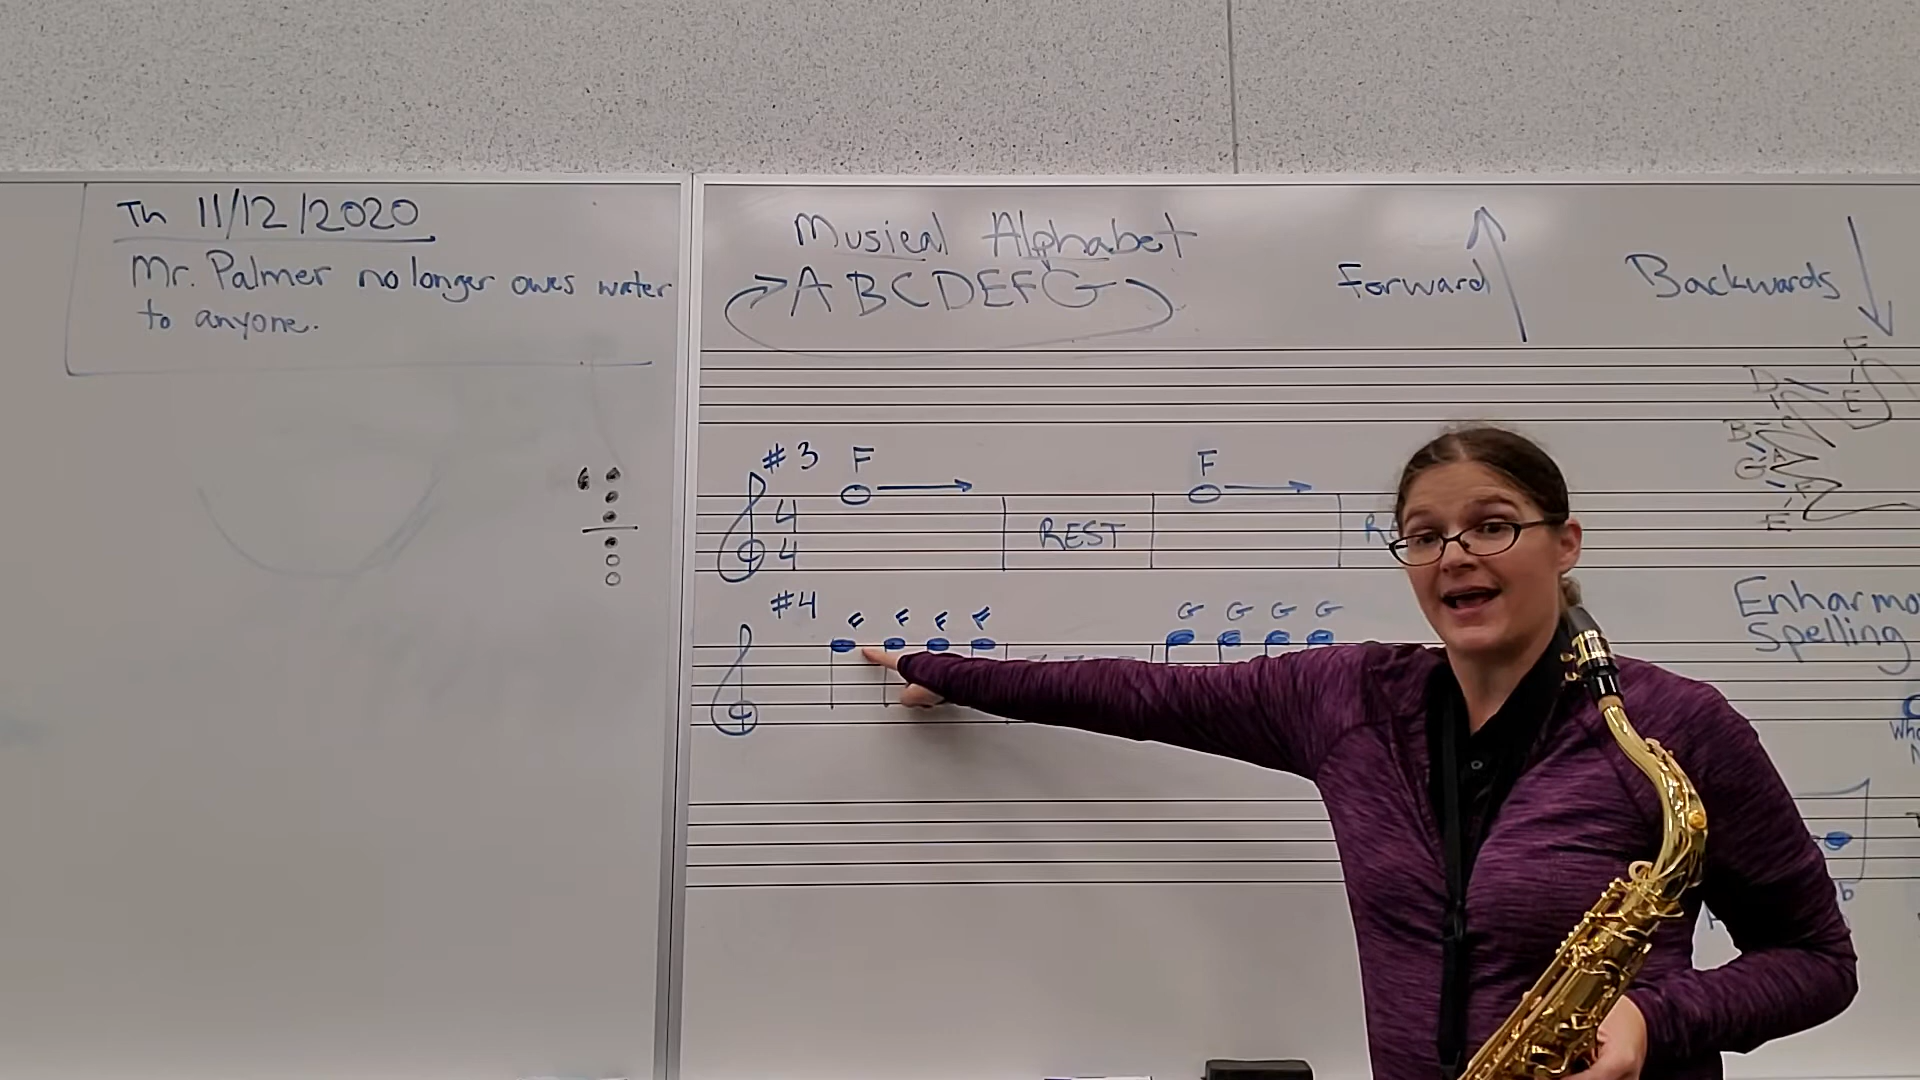 Th 11/12/2020
Mr. Palmer no longer owes water
to anyone.
Musical Alphabet
A B C D E F G
Forward
Backwards
F
D E
B
A
G F
E
#3 F F
4
4
REST
#4 F F F F G G G G
Enharmo
Spelling
b